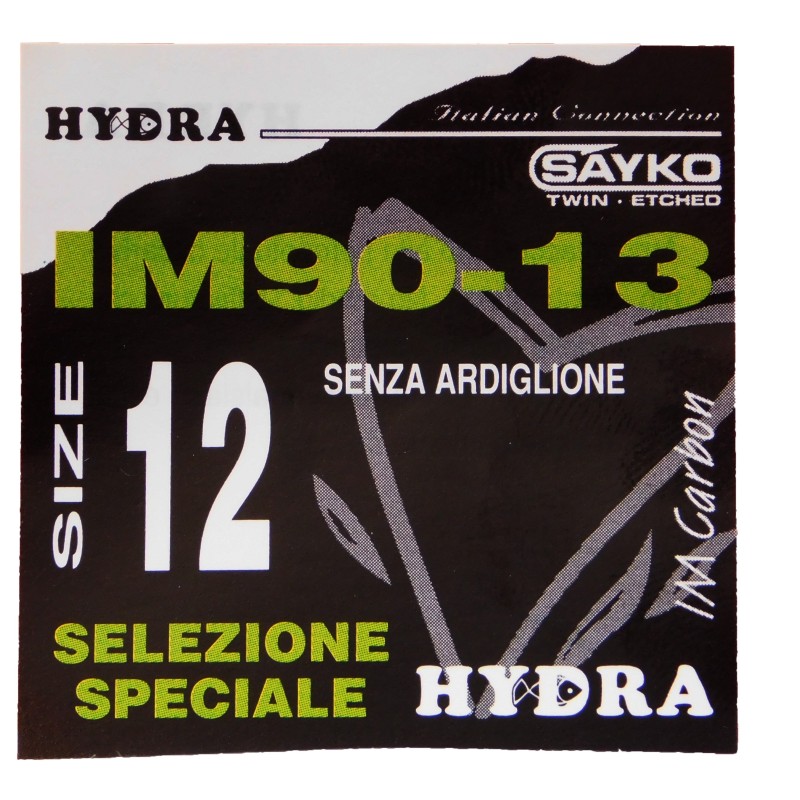 HYDRA
Italian Connection
SAYKO
TWIN · ETCHED
IM90-13
SIZE
12
SENZA ARDIGLIONE
IM Carbon
SELEZIONE
SPECIALE
HYDRA